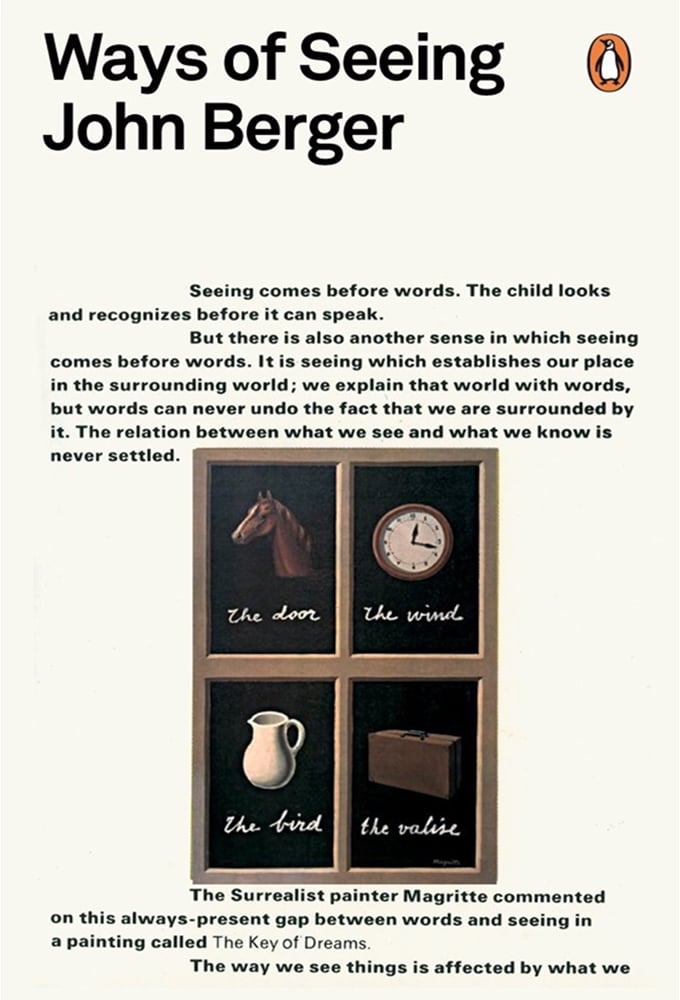 Ways of Seeing
John Berger
Seeing comes before words. The child looks
and recognizes before it can speak.
But there is also another sense in which seeing
comes before words. It is seeing which establishes our place
in the surrounding world; we explain that world with words,
but words can never undo the fact that we are surrounded by
it. The relation between what we see and what we know is
never settled.
The door
The wind
The bird
the valise
Magritte
The Surrealist painter Magritte commented
on this always-present gap between words and seeing in
a painting called The Key of Dreams.
The way we see things is affected by what we